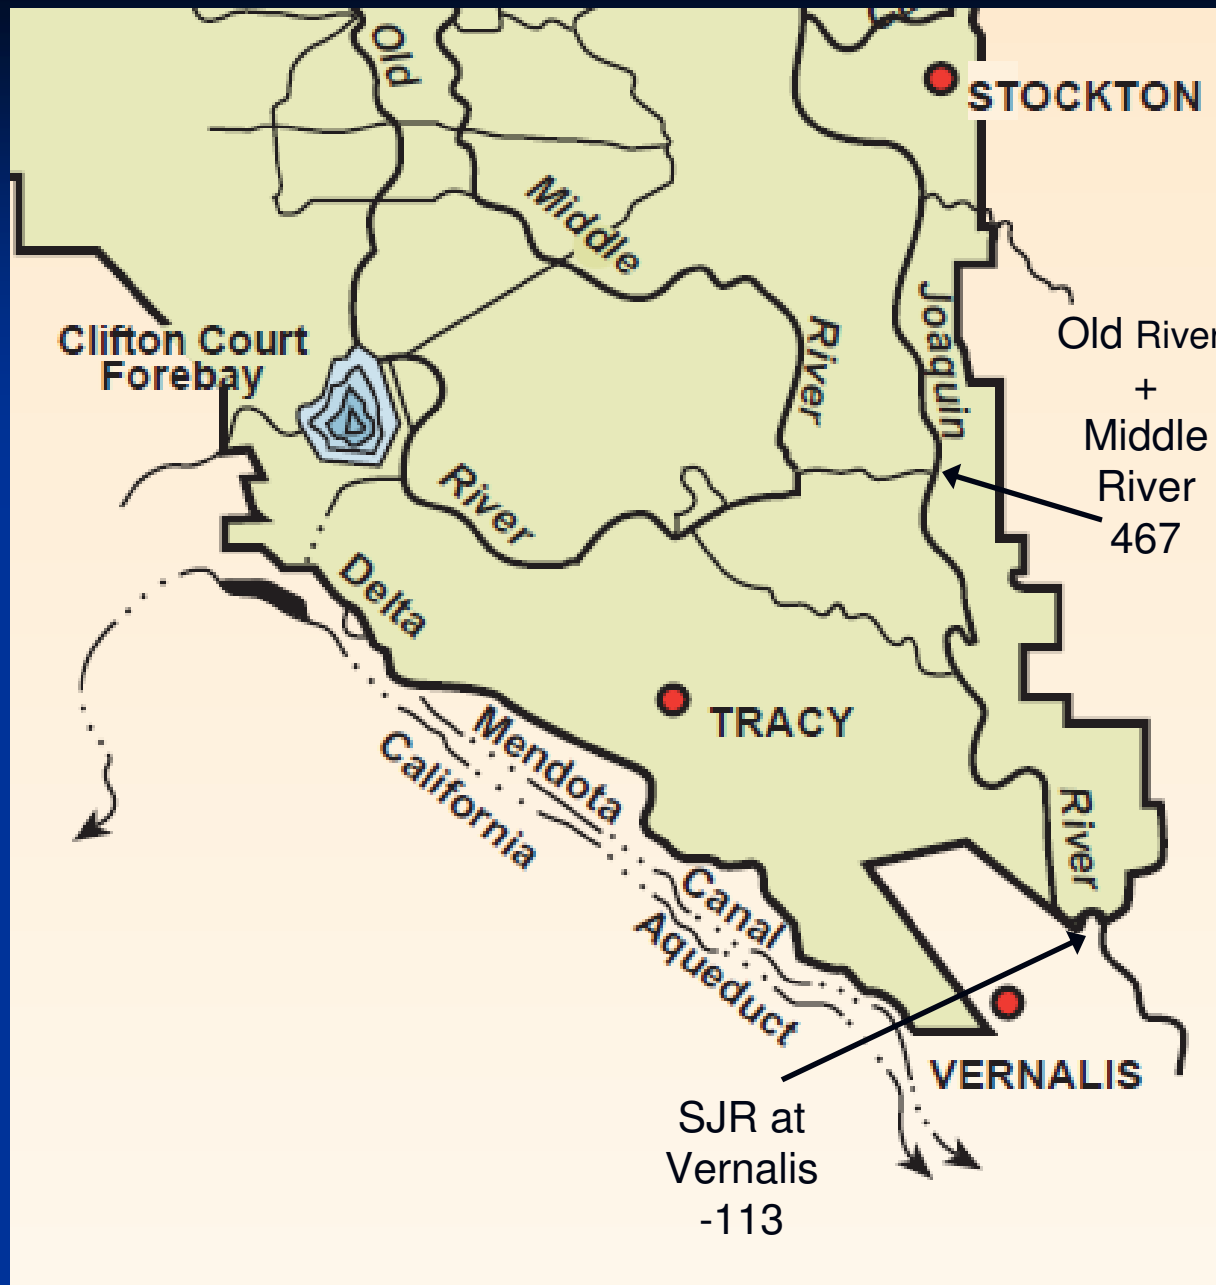 Old
STOCKTON
Middle
River
Joaquin
Clifton Court
Forebay
Old River
+
Middle
River
467
River
Delta
TRACY
Mendota
California
River
Canal
Aqueduct
VERNALIS
SJR at
Vernalis
-113